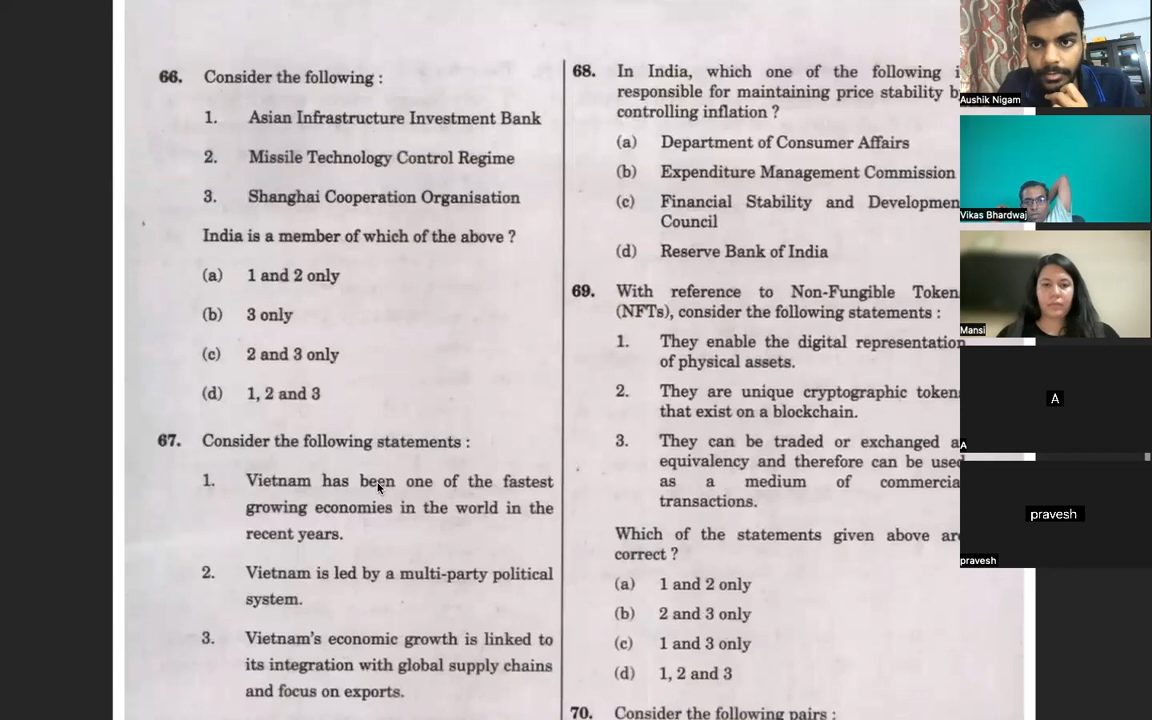 66. Consider the following :
1. Asian Infrastructure Investment Bank
2. Missile Technology Control Regime
3. Shanghai Cooperation Organisation
India is a member of which of the above ?
(a) 1 and 2 only
(b) 3 only
(c) 2 and 3 only
(d) 1, 2 and 3
67. Consider the following statements :
1. Vietnam has been one of the fastest
growing economies in the world in the
recent years.
2. Vietnam is led by a multi-party political
system.
3. Vietnam's economic growth is linked to
its integration with global supply chains
and focus on exports.
68. In India, which one of the following i
responsible for maintaining price stability b
controlling inflation ?
(a) Department of Consumer Affairs
(b) Expenditure Management Commission
(c) Financial Stability and Developmen
Council
(d) Reserve Bank of India
69. With reference to Non-Fungible Token
(NFTs), consider the following statements :
1. They enable the digital representation
of physical assets.
2. They are unique cryptographic token
that exist on a blockchain.
3. They can be traded or exchanged a
equivalency and therefore can be used
as a medium of commercia
transactions.
Which of the statements given above are
correct ?
(a) 1 and 2 only
(b) 2 and 3 only
(c) 1 and 3 only
(d) 1, 2 and 3
70. Consider the following pairs :
Aushik Nigam
Vikas Bhardwaj
Mansi
A
A
pravesh
pravesh